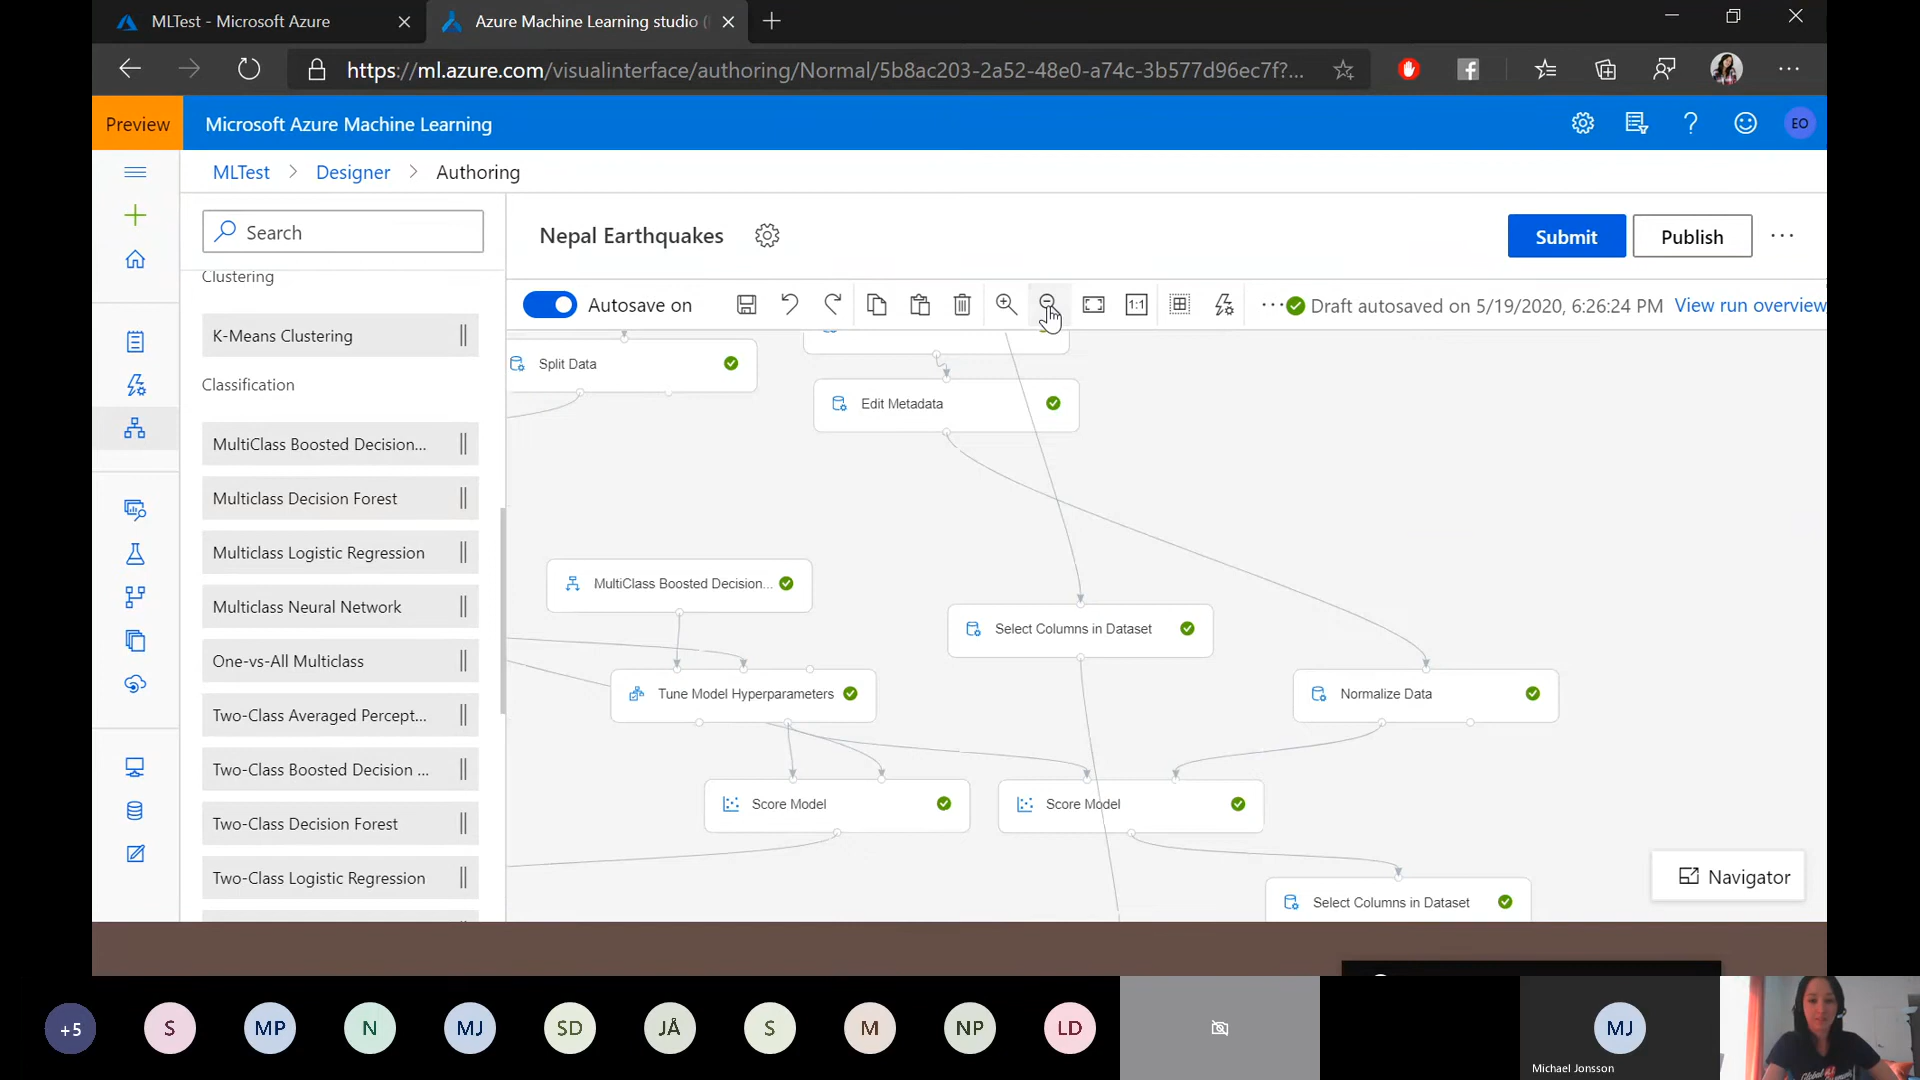 MLTest - Microsoft Azure
Azure Machine Learning studio (
https://ml.azure.com/visualinterface/authoring/Normal/5b8ac203-2a52-48e0-a74c-3b577d96ec7f?...
Preview
Microsoft Azure Machine Learning
EO
MLTest > Designer > Authoring
Search
Nepal Earthquakes
Submit
Publish
Clustering
K-Means Clustering
Classification
MultiClass Boosted Decision...
Multiclass Decision Forest
Multiclass Logistic Regression
Multiclass Neural Network
One-vs-All Multiclass
Two-Class Averaged Percept...
Two-Class Boosted Decision ...
Two-Class Decision Forest
Two-Class Logistic Regression
Autosave on
1:1
Draft autosaved on 5/19/2020, 6:26:24 PM
View run overview
Split Data
Edit Metadata
MultiClass Boosted Decision...
Select Columns in Dataset
Tune Model Hyperparameters
Normalize Data
Score Model
Score Model
Select Columns in Dataset
Navigator
+5
S
MP
N
MJ
SD
JÅ
S
M
NP
LD
MJ
Michael Jonsson